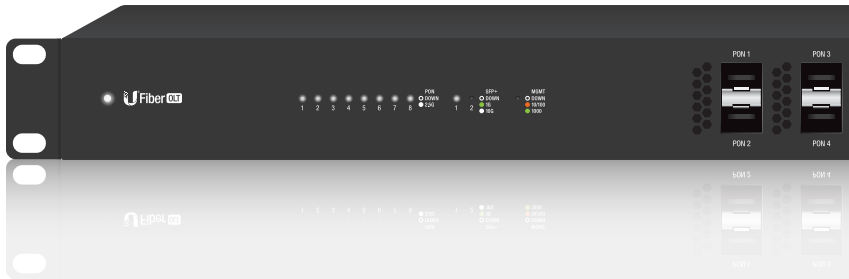 U Fiber OLT
1 2 3 4 5 6 7 8
PON
DOWN
2.5G
1 2
SFP+
DOWN
1G
10G
MGMT
DOWN
10/100
1000
PON 1
PON 3
PON 2
PON 4